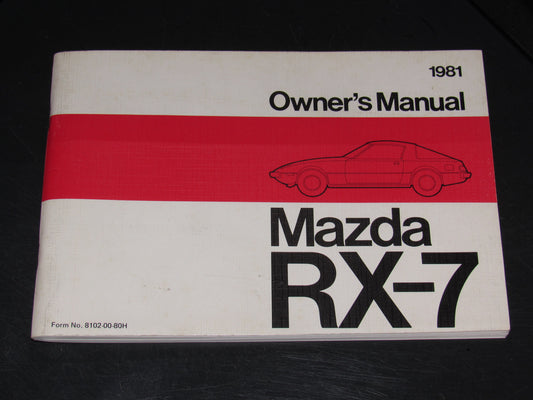 1981
Owner's Manual
Mazda
RX-7
Form No. 8102-00-80H